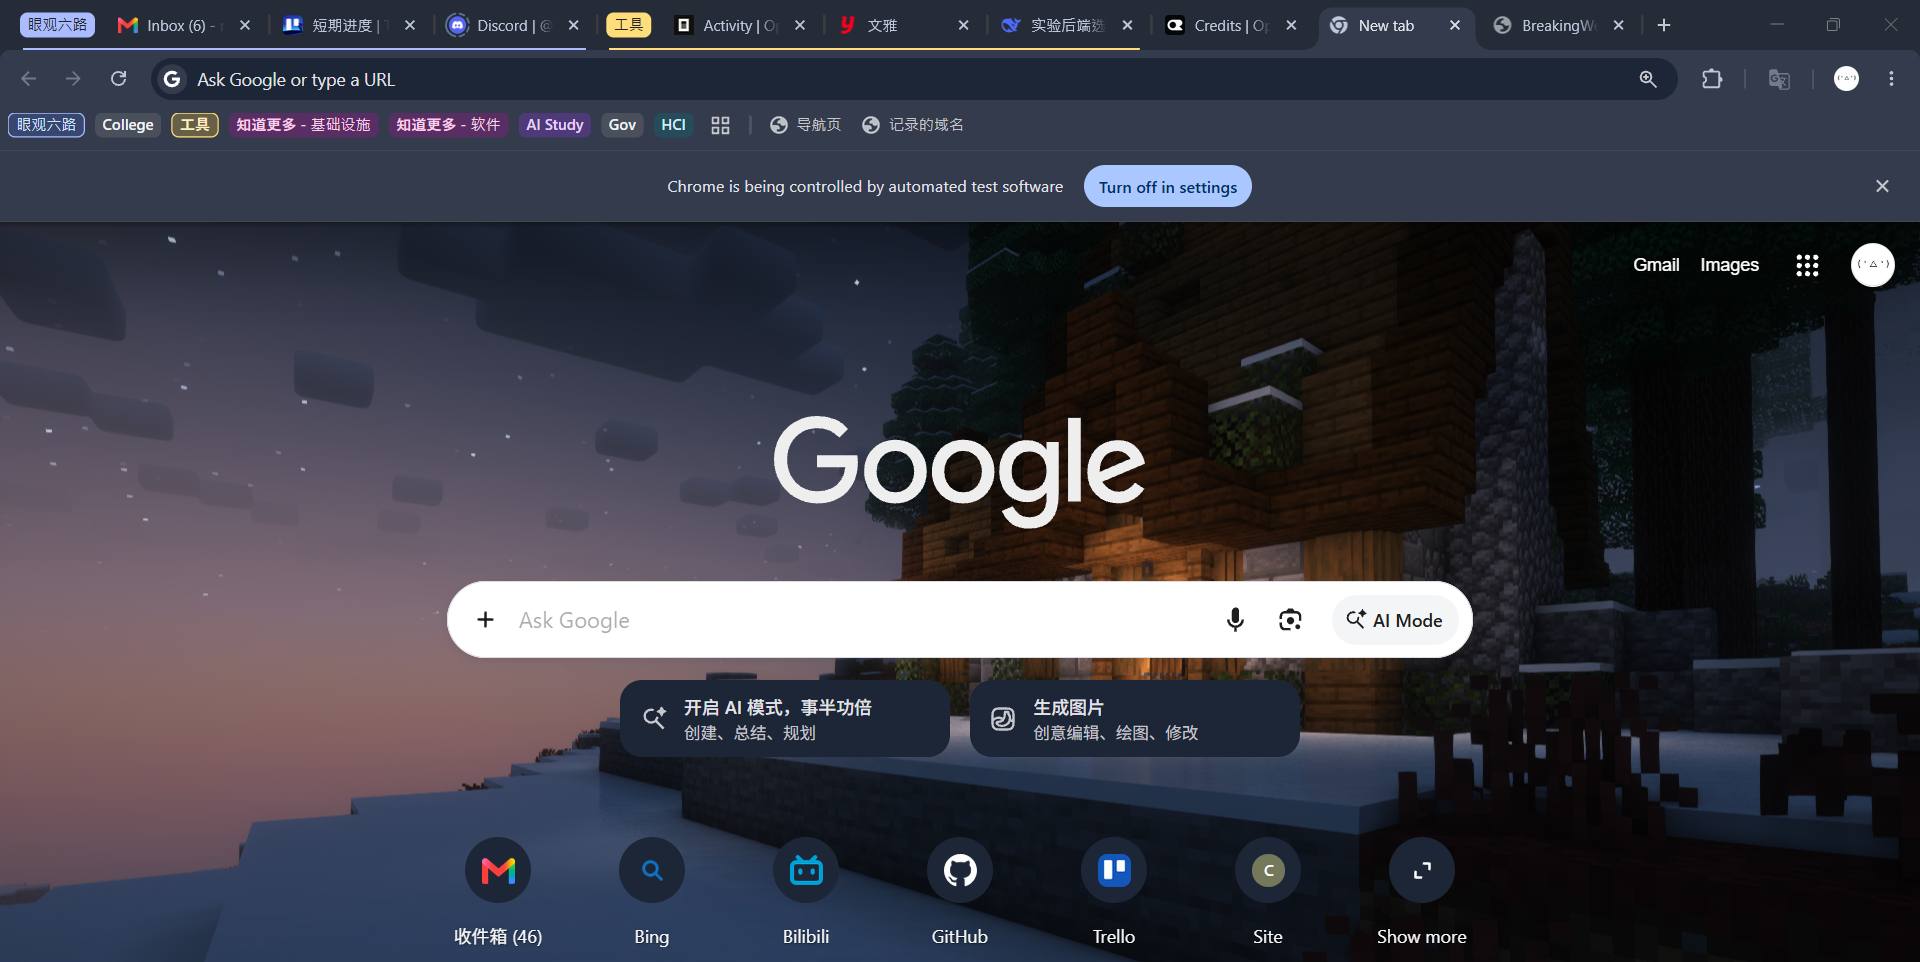 眼观六路
Inbox (6) -
短期进度 |
Discord | @
工具
Activity | Op
文雅
实验后端选
Credits | Op
New tab
BreakingW
Ask Google or type a URL
眼观六路
College
工具
知道更多 - 基础设施
知道更多 - 软件
AI Study
Gov
HCI
导航页
记录的域名
Chrome is being controlled by automated test software
Turn off in settings
Gmail
Images
Google
Ask Google
AI Mode
开启 AI 模式，事半功倍
创建、总结、规划
生成图片
创意编辑、绘图、修改
C
收件箱 (46)
Bing
Bilibili
GitHub
Trello
Site
Show more